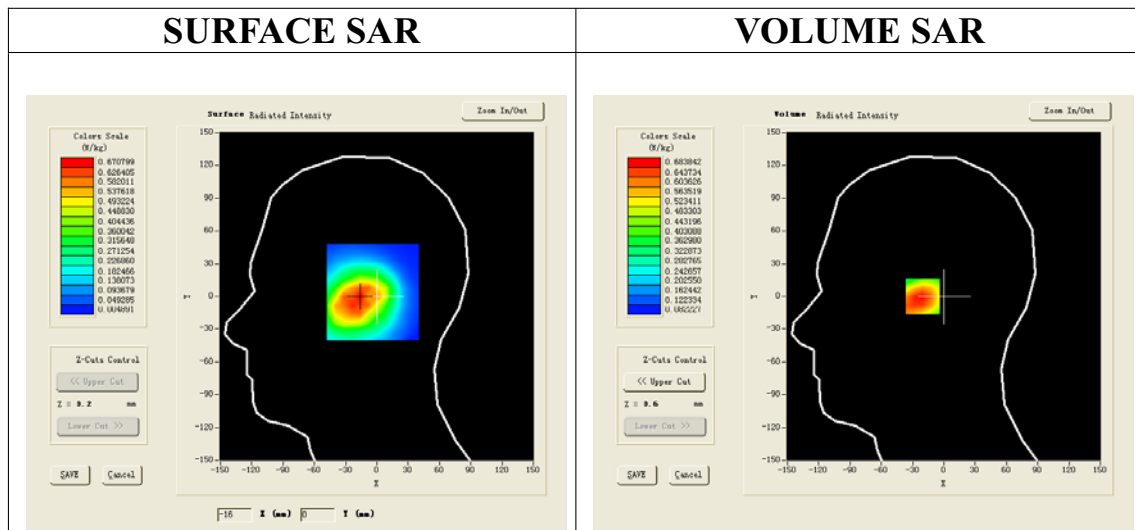 SURFACE SAR
VOLUME SAR
Surface Radiated Intensity
Zoom In/Out
Colors Scale
(W/kg)
0.670799
0.626405
0.582011
0.537618
0.493224
0.448830
0.404436
0.360042
0.315648
0.271254
0.226860
0.182466
0.138073
0.093679
0.049285
0.004891
150
120
90
60
30
0
-30
-60
-90
-120
-150
-150 -120 -90 -60 -30 0 30 60 90 120 150
X
Z-Cuts Control
<< Upper Cut
Lower Cut >>
SAVE
Cancel
-16 X (mm) 0 Y (mm)
Volume Radiated Intensity
Zoom In/Out
Colors Scale
(W/kg)
0.683842
0.643734
0.603626
0.563519
0.523411
0.483303
0.443196
0.403088
0.362980
0.322873
0.282765
0.242657
0.202550
0.162442
0.122334
0.082227
150
120
90
60
30
0
-30
-60
-90
-120
-150
-150 -120 -90 -60 -30 0 30 60 90 120 150
X
Z-Cuts Control
<< Upper Cut
Lower Cut >>
SAVE
Cancel